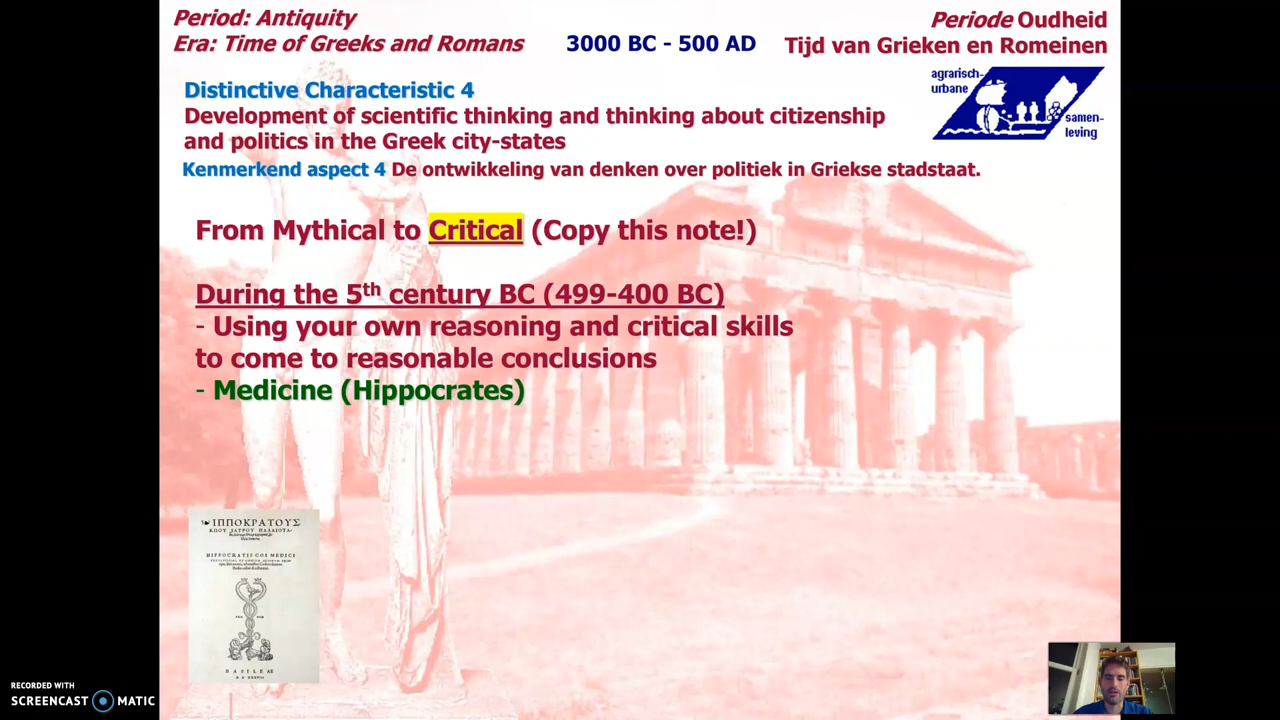 Period: Antiquity
Era: Time of Greeks and Romans
3000 BC - 500 AD
Periode Oudheid
Tijd van Grieken en Romeinen
agrarisch-
urbane
samen-
leving
Distinctive Characteristic 4
Development of scientific thinking and thinking about citizenship
and politics in the Greek city-states
Kenmerkend aspect 4 De ontwikkeling van denken over politiek in Griekse stadstaat.
From Mythical to Critical (Copy this note!)
During the 5th century BC (499-400 BC)
- Using your own reasoning and critical skills
to come to reasonable conclusions
- Medicine (Hippocrates)
ΙΠΠΟΚΡΑΤΟΥΣ
HIPPOCRATIS COI MEDICI
BASILEAE
RECORDED WITH
SCREENCAST MATIC